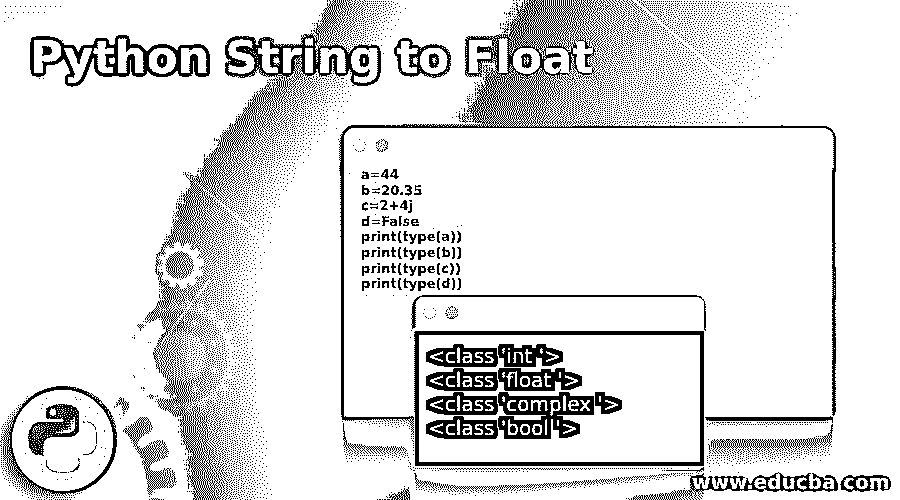 Python String to Float
a=44
b=20.35
c=2+4j
d=False
print(type(a))
print(type(b))
print(type(c))
print(type(d))
<class 'int '>
<class 'float '>
<class 'complex '>
<class 'bool '>
www.educba.com